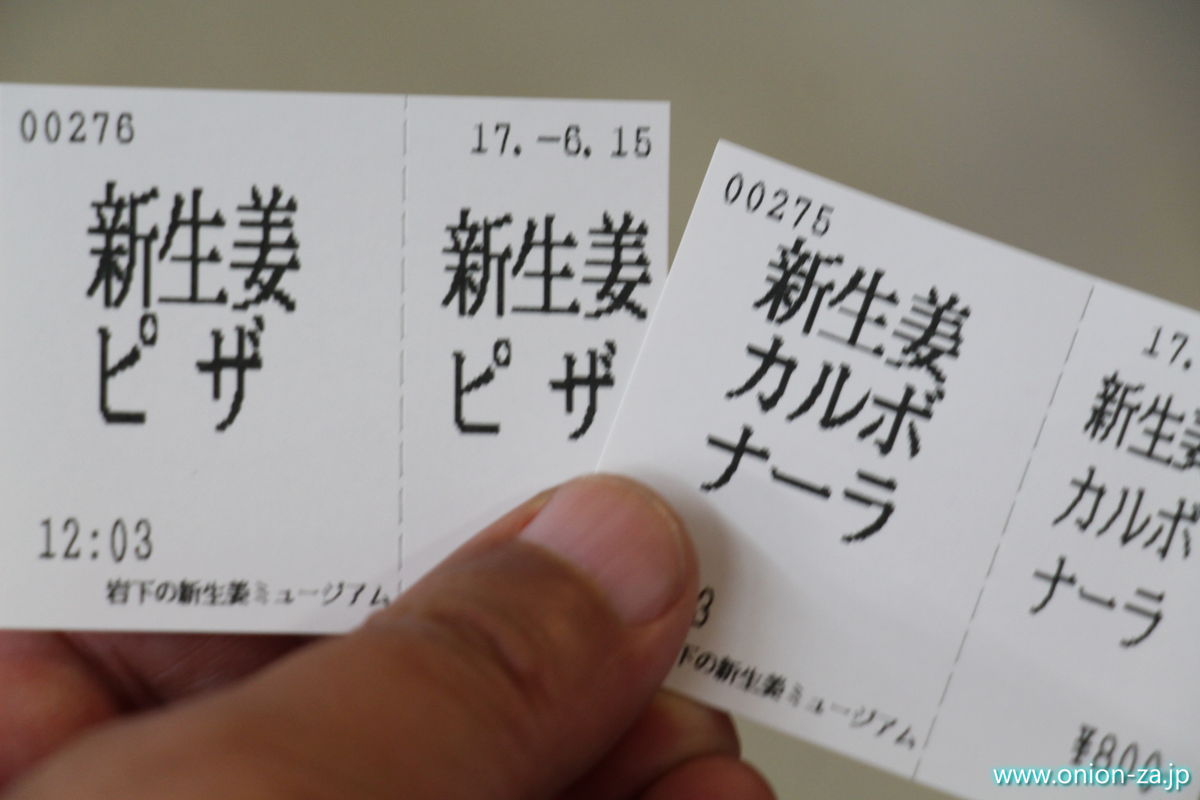 00276
新生姜
ピザ
12:03
岩下の新生姜ミュージアム
17.-6.15
新生姜
ピザ
00275
新生姜
カルボ
ナーラ
3
下の新生姜ミュージアム
17.
新生姜
カルボ
ナーラ
¥800
www.onion-za.jp